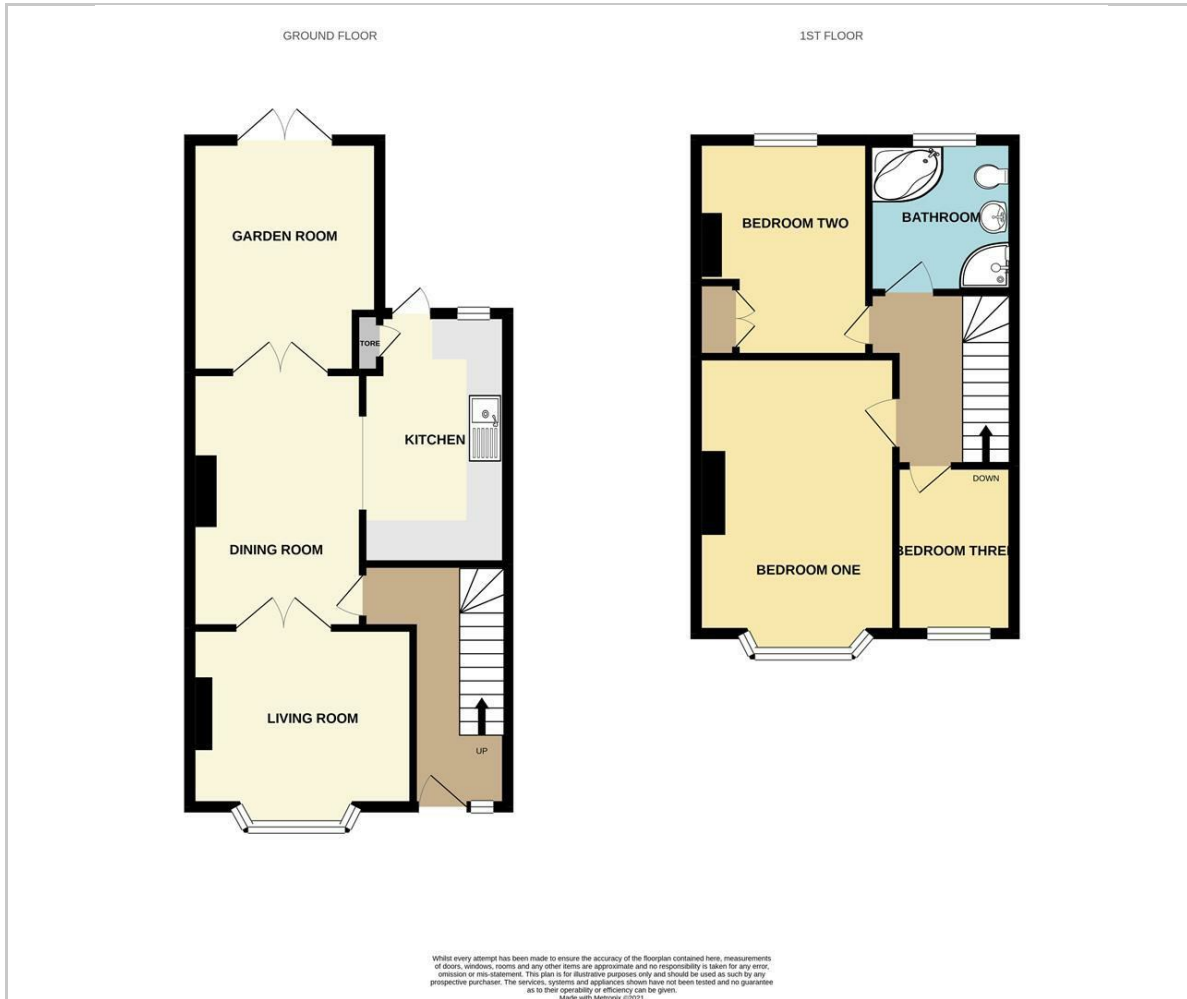 GROUND FLOOR
1ST FLOOR
GARDEN ROOM
TORE
KITCHEN
DINING ROOM
LIVING ROOM
UP
BEDROOM TWO
BATHROOM
DOWN
BEDROOM THREE
BEDROOM ONE
Whilst every attempt has been made to ensure the accuracy of the floorplan contained here, measurements
of doors, windows, rooms and any other items are approximate and no responsibility is taken for any error,
omission or mis-statement. This plan is for illustrative purposes only and should be used as such by any
prospective purchaser. The services, systems and appliances shown have not been tested and no guarantee
as to their operability or efficiency can be given.
Made with Metropix ©2021